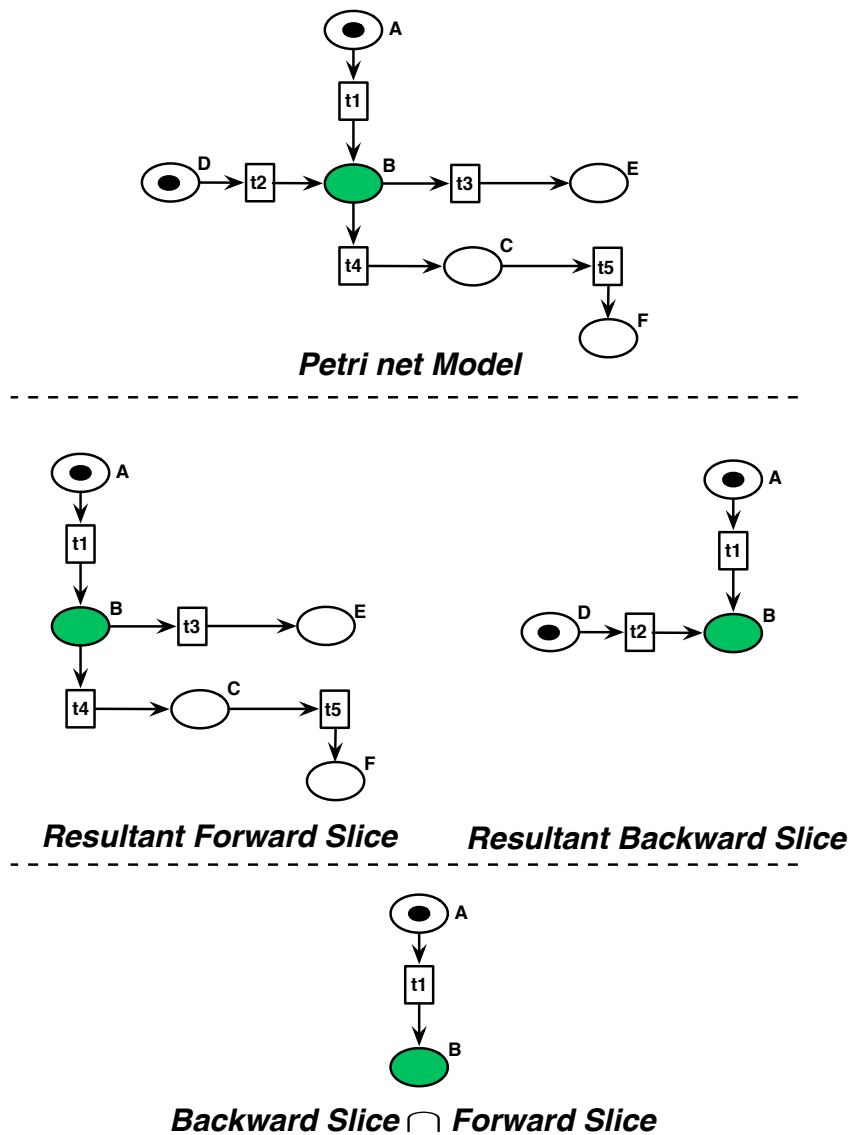 A
t1
D
B
E
t2
t3
C
t4
t5
F
Petri net Model
A
t1
B
E
t3
C
t4
t5
F
Resultant Forward Slice
A
t1
D
B
t2
Resultant Backward Slice
A
t1
B
Backward Slice ∩ Forward Slice